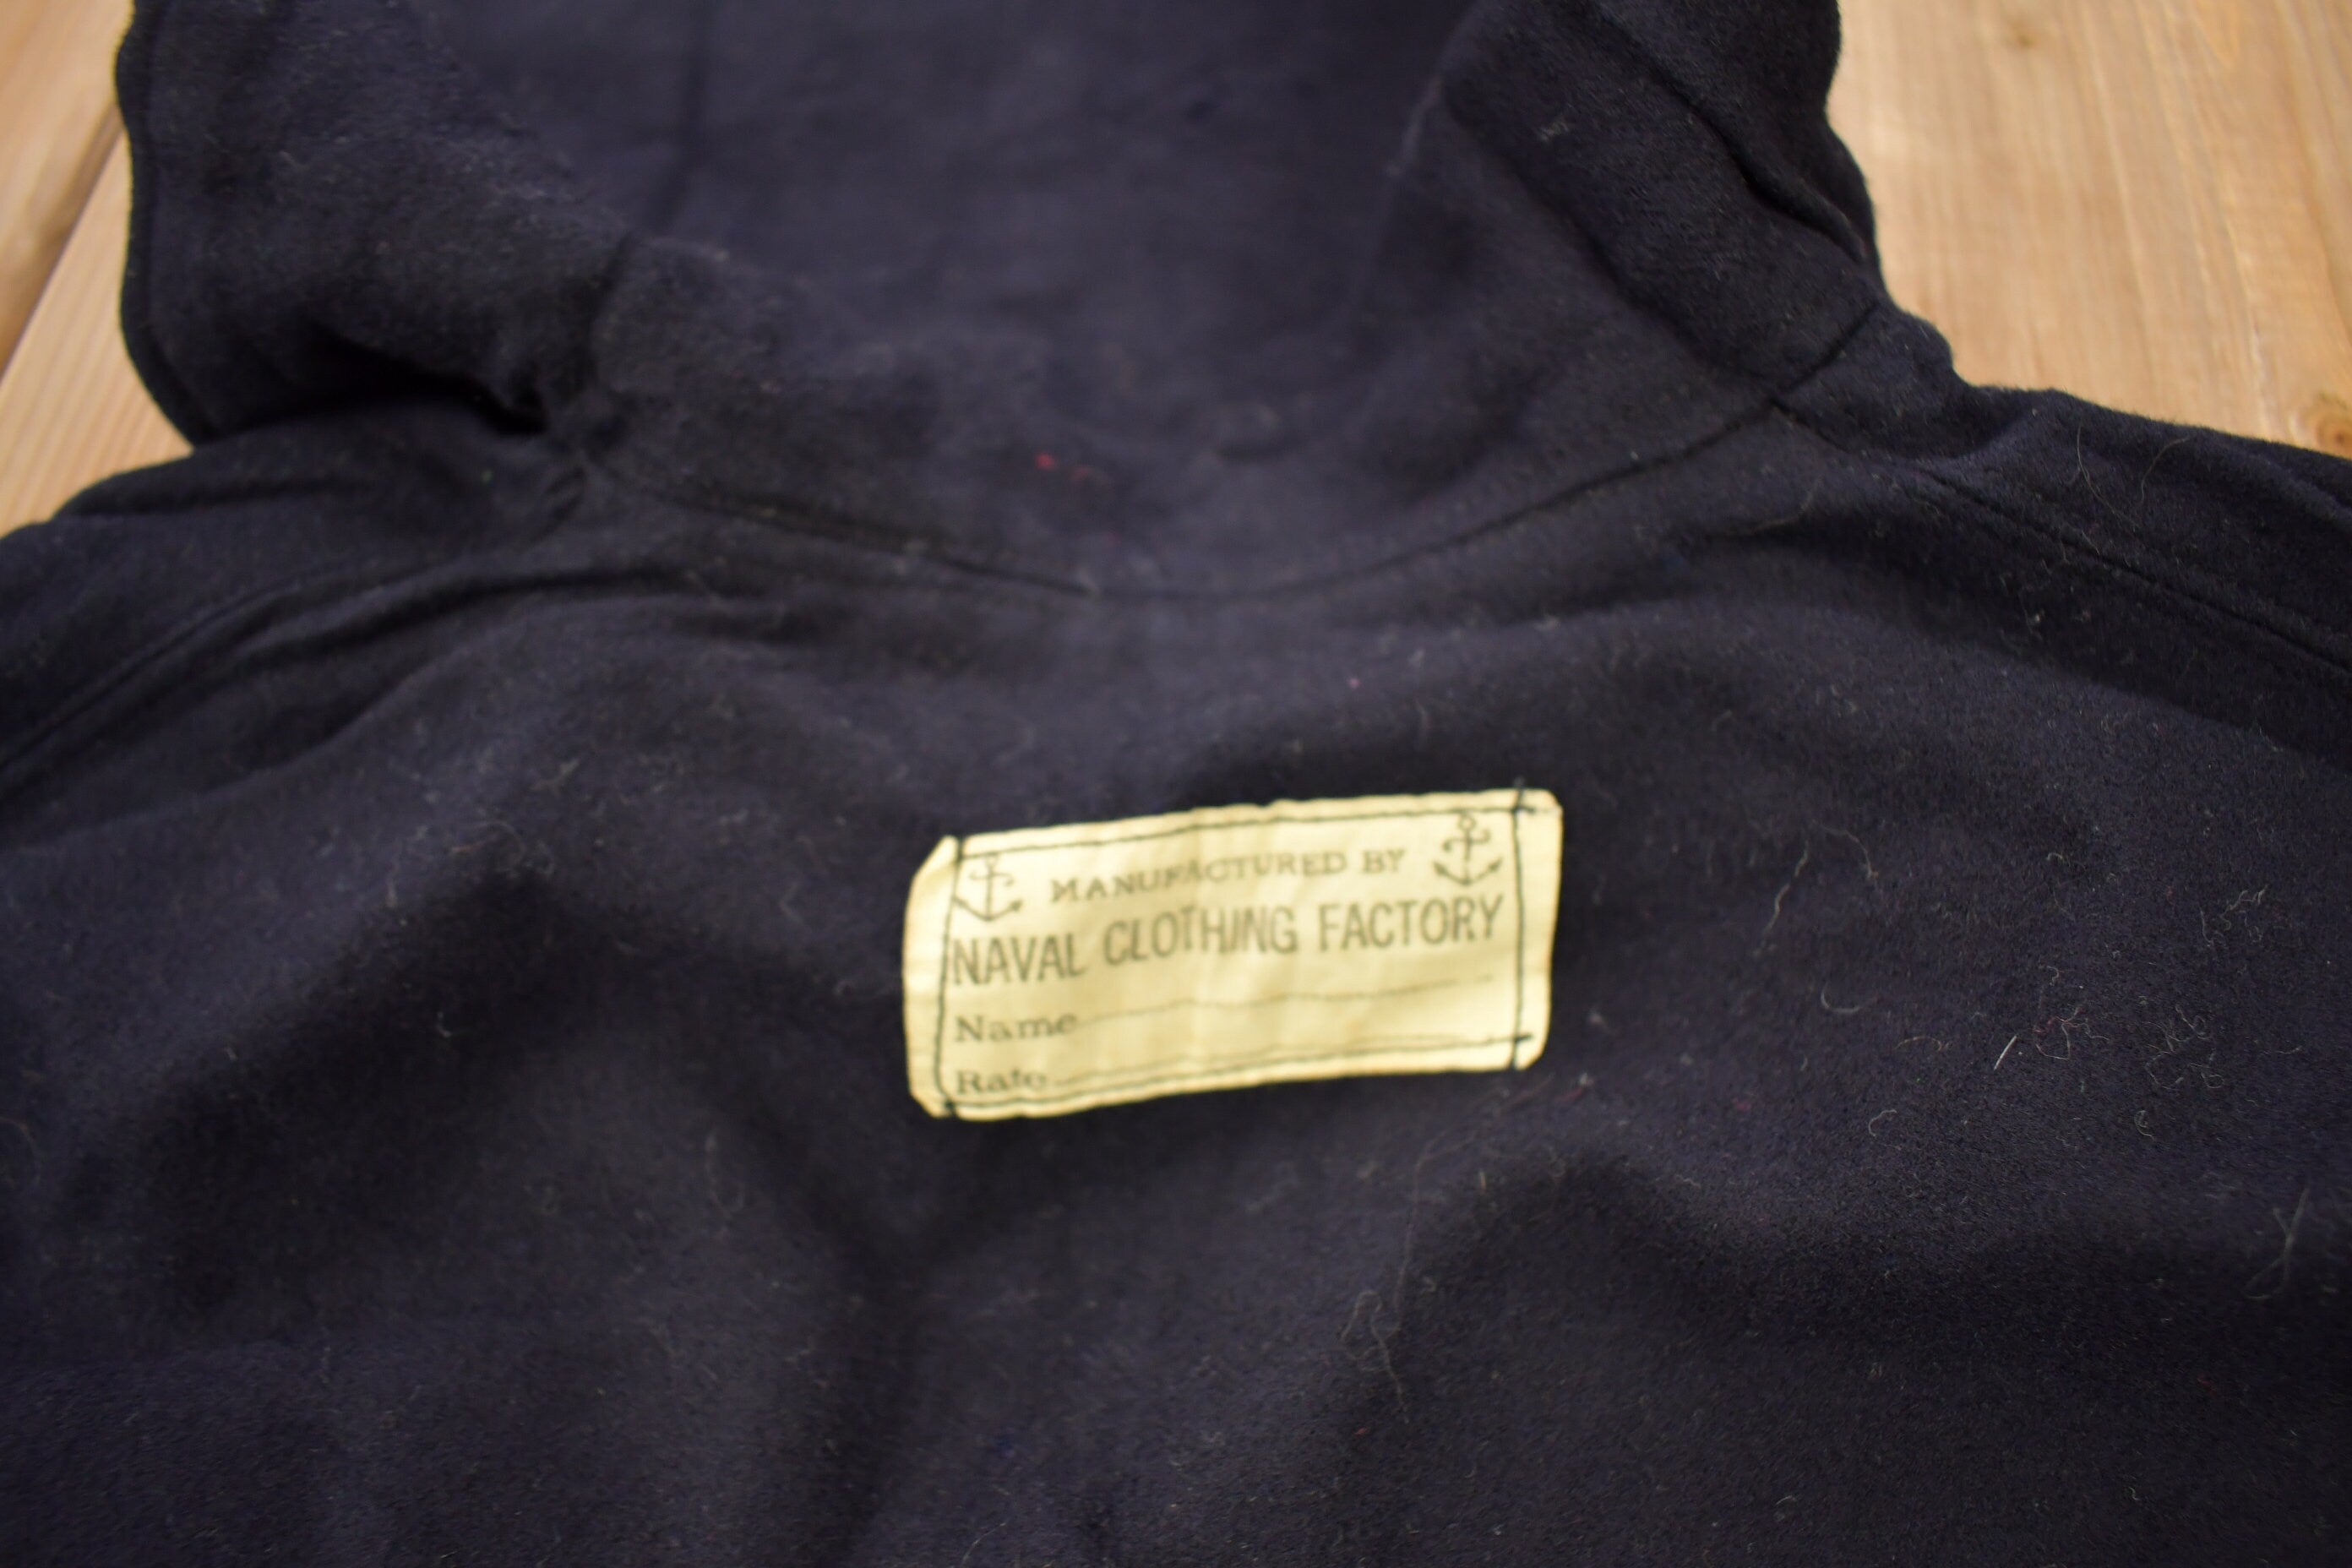 MANUFACTURED BY
NAVAL CLOTHING FACTORY
Name
Rate